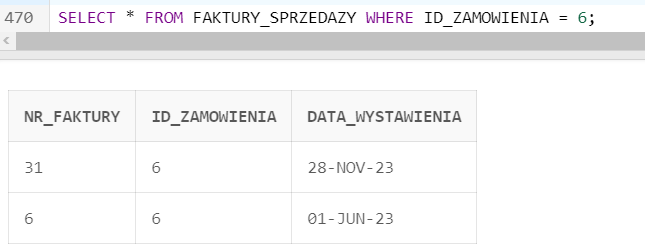 470 SELECT * FROM FAKTURY_SPRZEDAZY WHERE ID_ZAMOWIENIA = 6;
NR_FAKTURY ID_ZAMOWIENIA DATA_WYSTAWIENIA
31 6 28-NOV-23
6 6 01-JUN-23